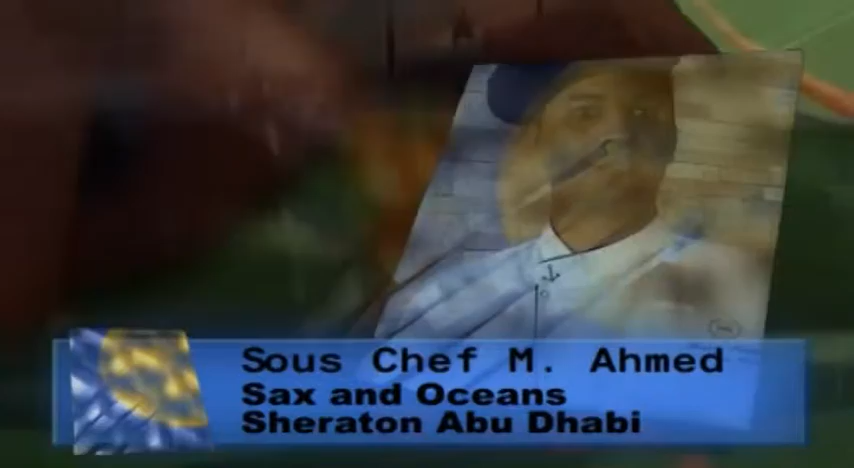 Sous Chef M. Ahmed
Sax and Oceans
Sheraton Abu Dhabi